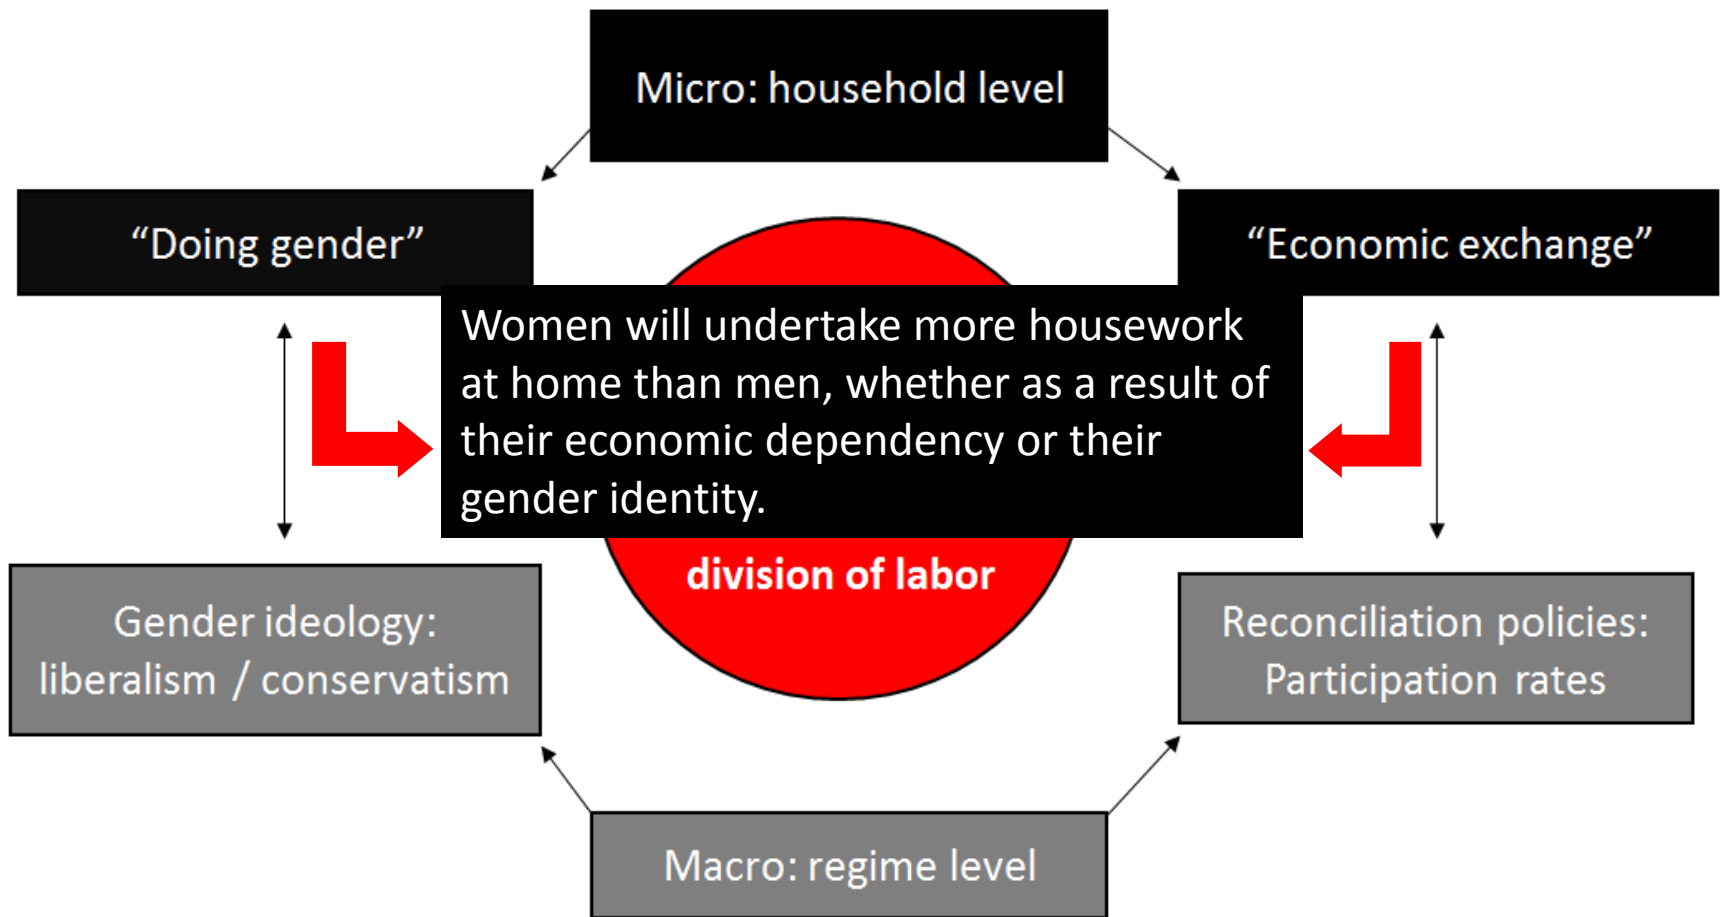 Micro: household level
“Doing gender”
“Economic exchange”
Women will undertake more housework
at home than men, whether as a result of
their economic dependency or their
gender identity.
division of labor
Gender ideology:
liberalism / conservatism
Reconciliation policies:
Participation rates
Macro: regime level